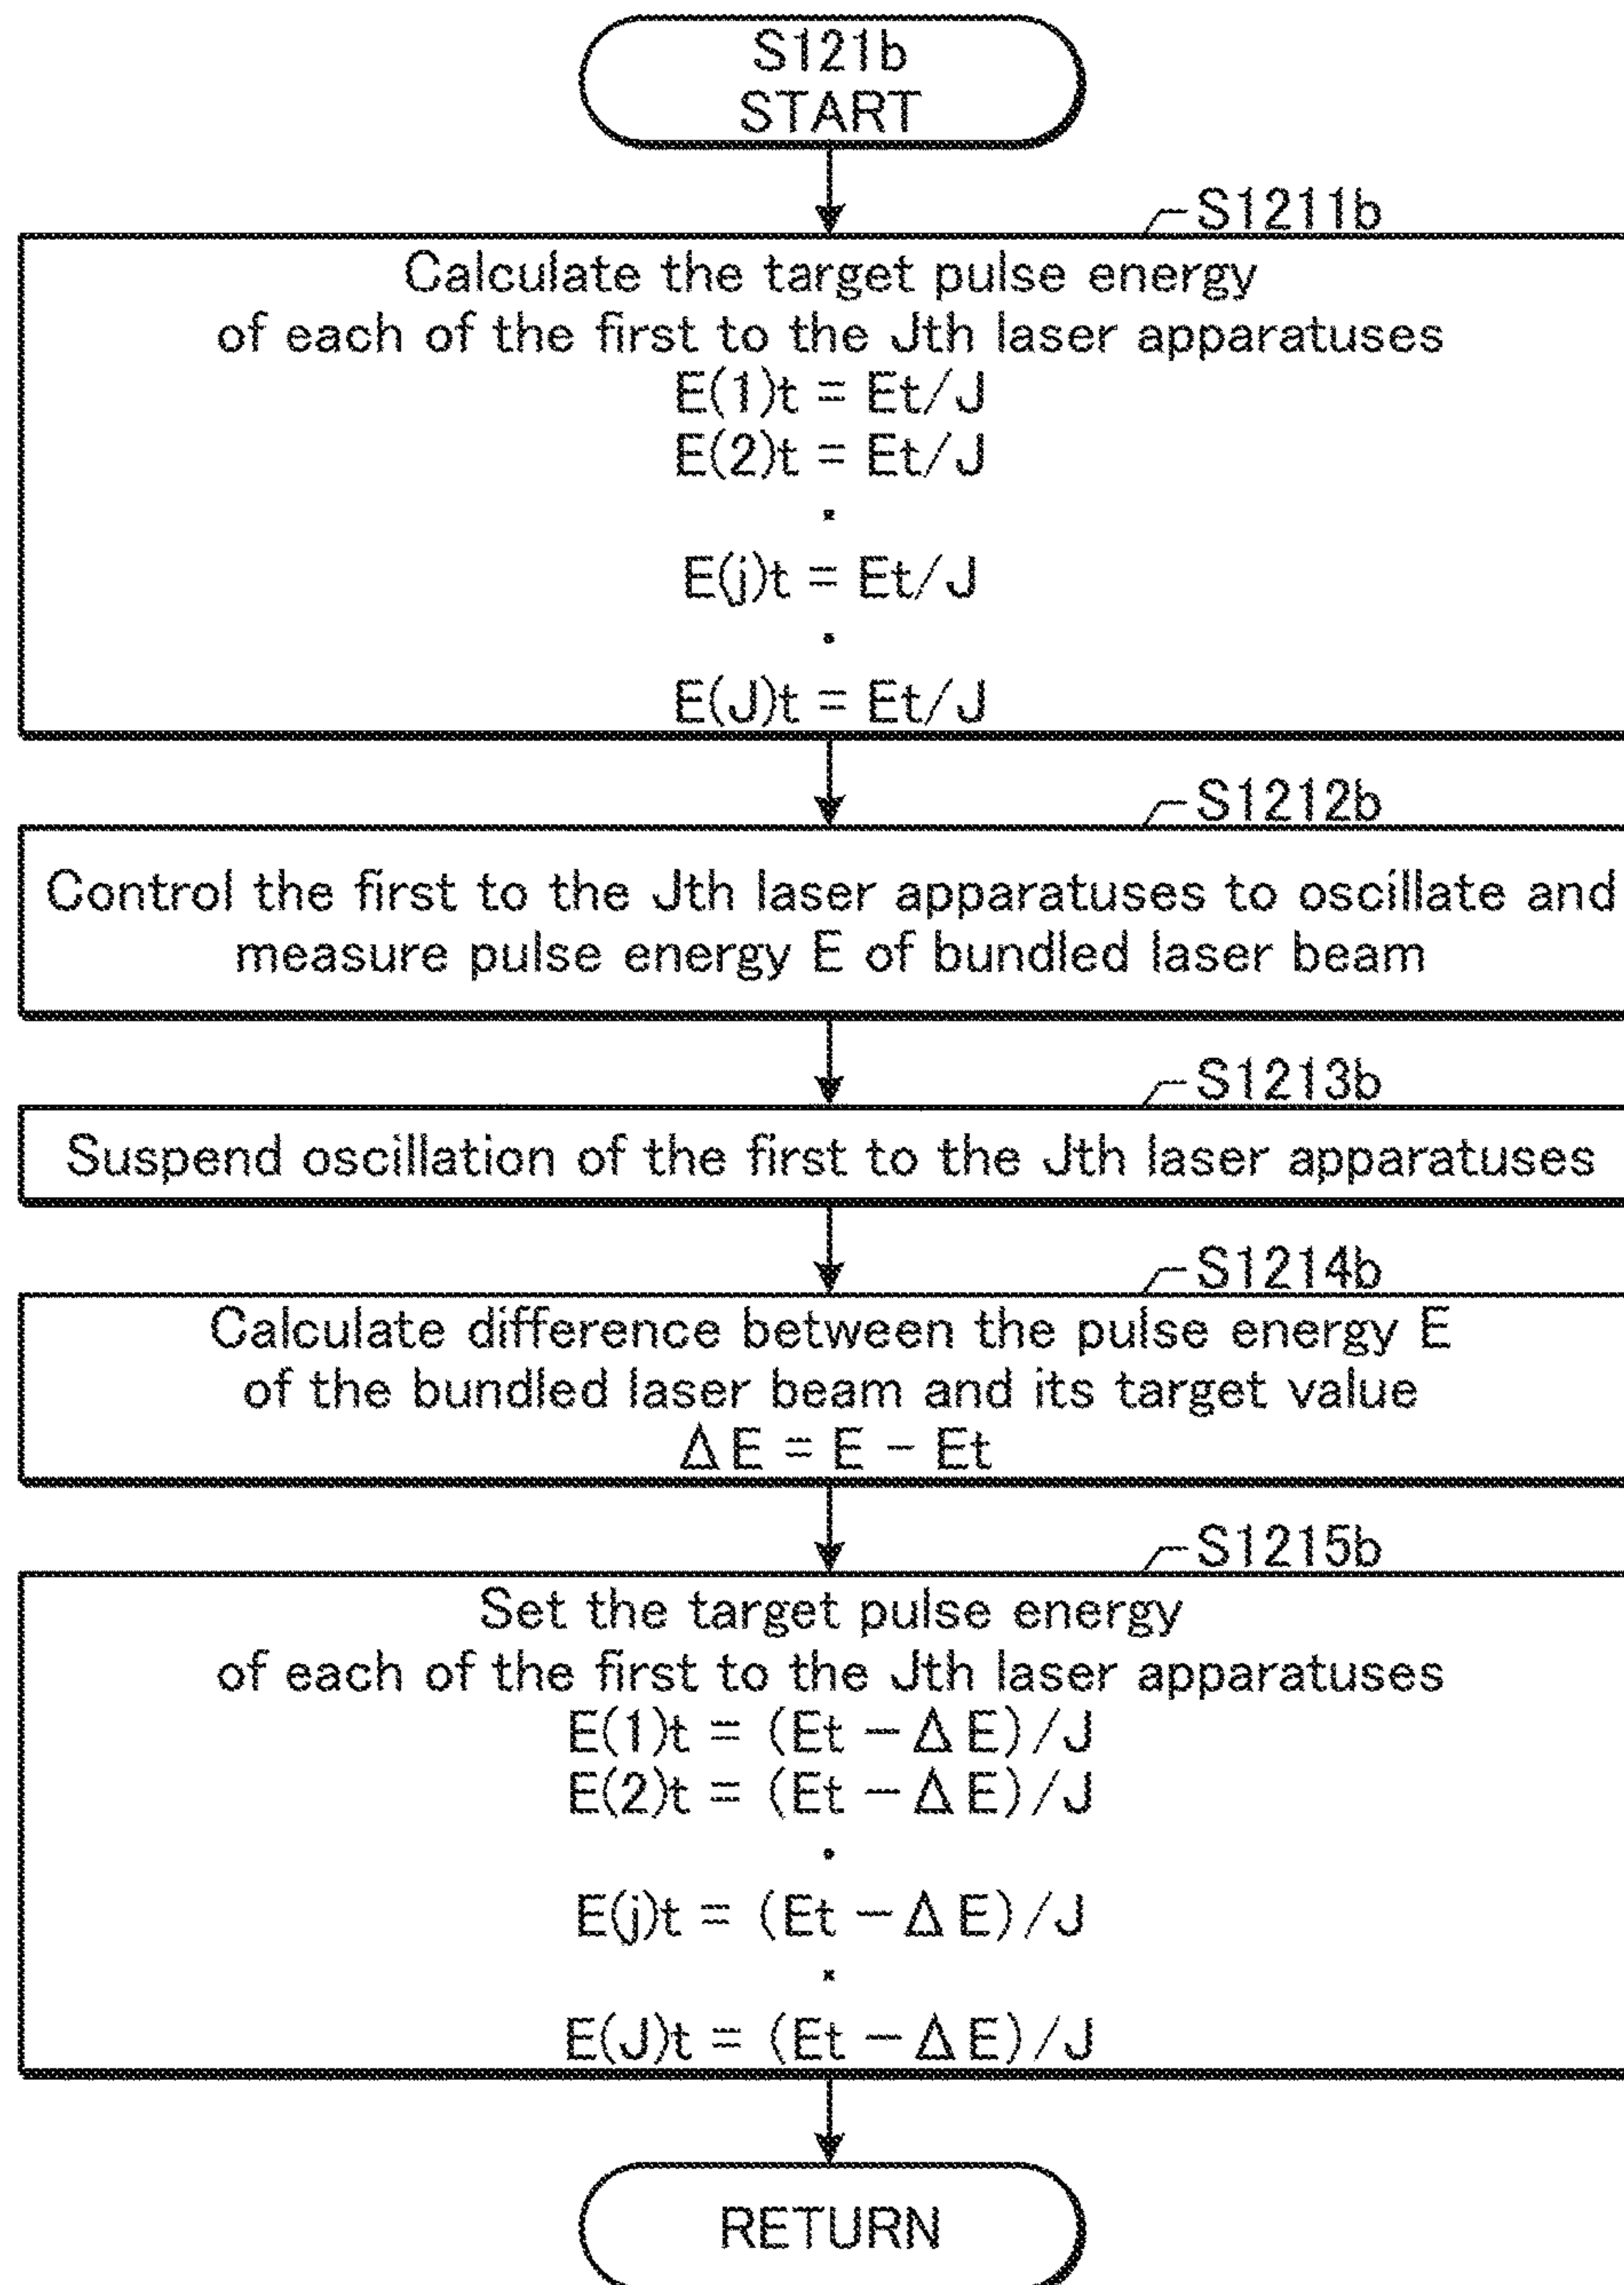 S121b
START
S1211b
Calculate the target pulse energy
of each of the first to the Jth laser apparatuses
E(1)t = Et/J
E(2)t = Et/J
·
E(j)t = Et/J
·
E(J)t = Et/J
S1212b
Control the first to the Jth laser apparatuses to oscillate and
measure pulse energy E of bundled laser beam
S1213b
Suspend oscillation of the first to the Jth laser apparatuses
S1214b
Calculate difference between the pulse energy E
of the bundled laser beam and its target value
ΔE = E − Et
S1215b
Set the target pulse energy
of each of the first to the Jth laser apparatuses
E(1)t = (Et − ΔE)/J
E(2)t = (Et − ΔE)/J
·
E(j)t = (Et − ΔE)/J
·
E(J)t = (Et − ΔE)/J
RETURN